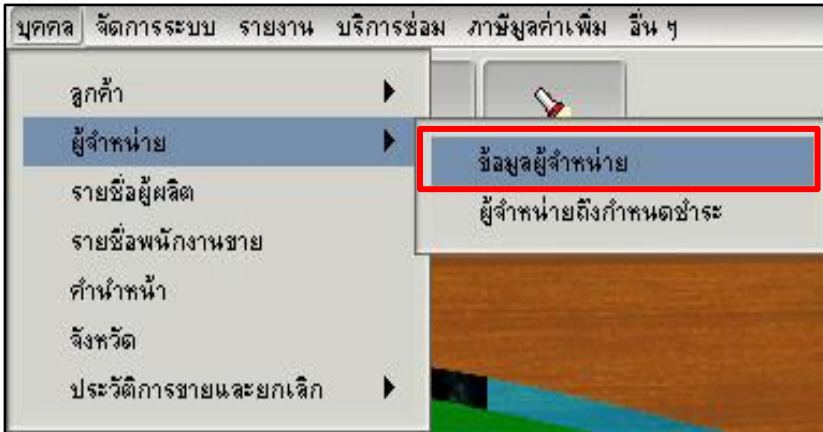 บุคคล จัดการระบบ รายงาน บริการซ่อม ภาษีมูลค่าเพิ่ม อื่น ๆ
ลูกค้า
ผู้จำหน่าย
ข้อมูลผู้จำหน่าย
รายชื่อผู้ผลิต
ผู้จำหน่ายถึงกำหนดชำระ
รายชื่อพนักงานขาย
คำนำหน้า
จังหวัด
ประวัติการขายและยกเลิก